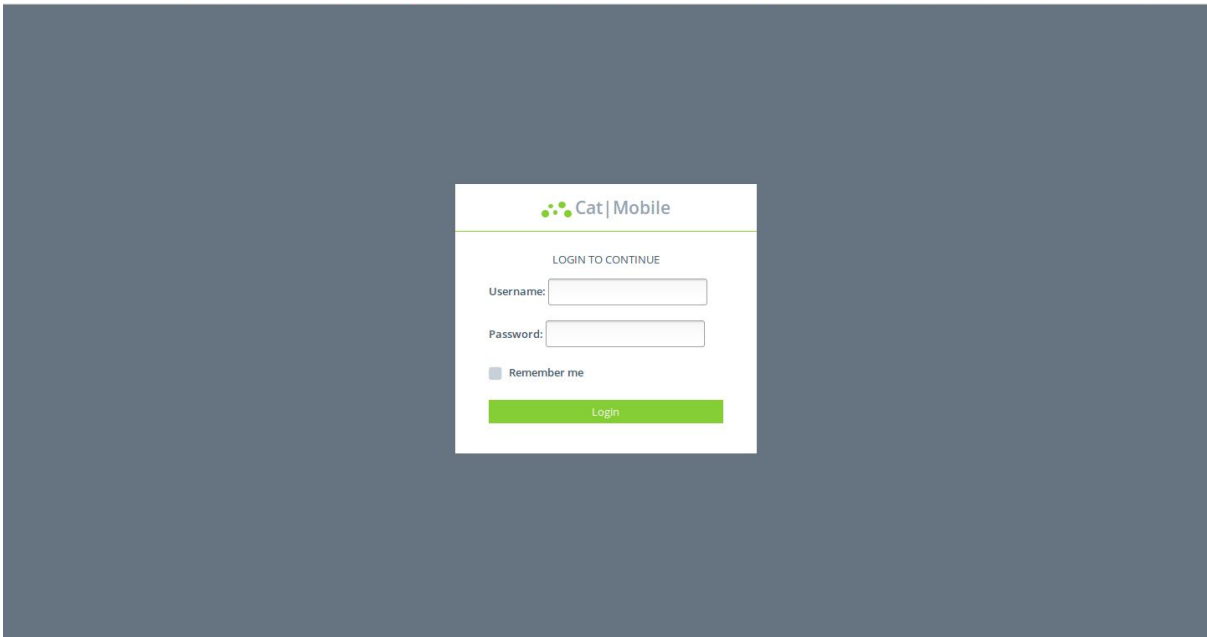 Cat|Mobile
LOGIN TO CONTINUE
Username:
Password:
Remember me
Login